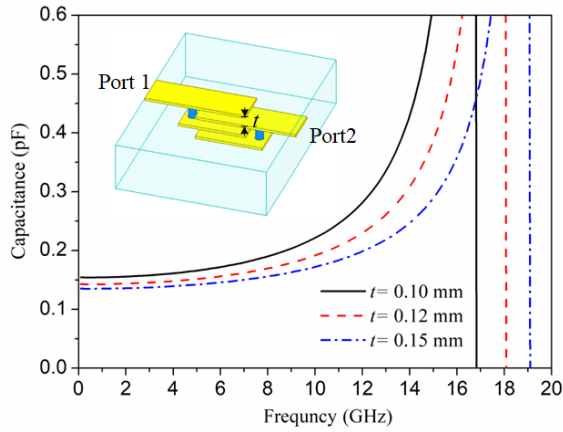 0.6
0.5
0.4
0.3
0.2
0.1
0.0
Capacitance (pF)
Port 1
t
Port2
t= 0.10 mm
t= 0.12 mm
t= 0.15 mm
0 2 4 6 8 10 12 14 16 18 20
Frequncy (GHz)